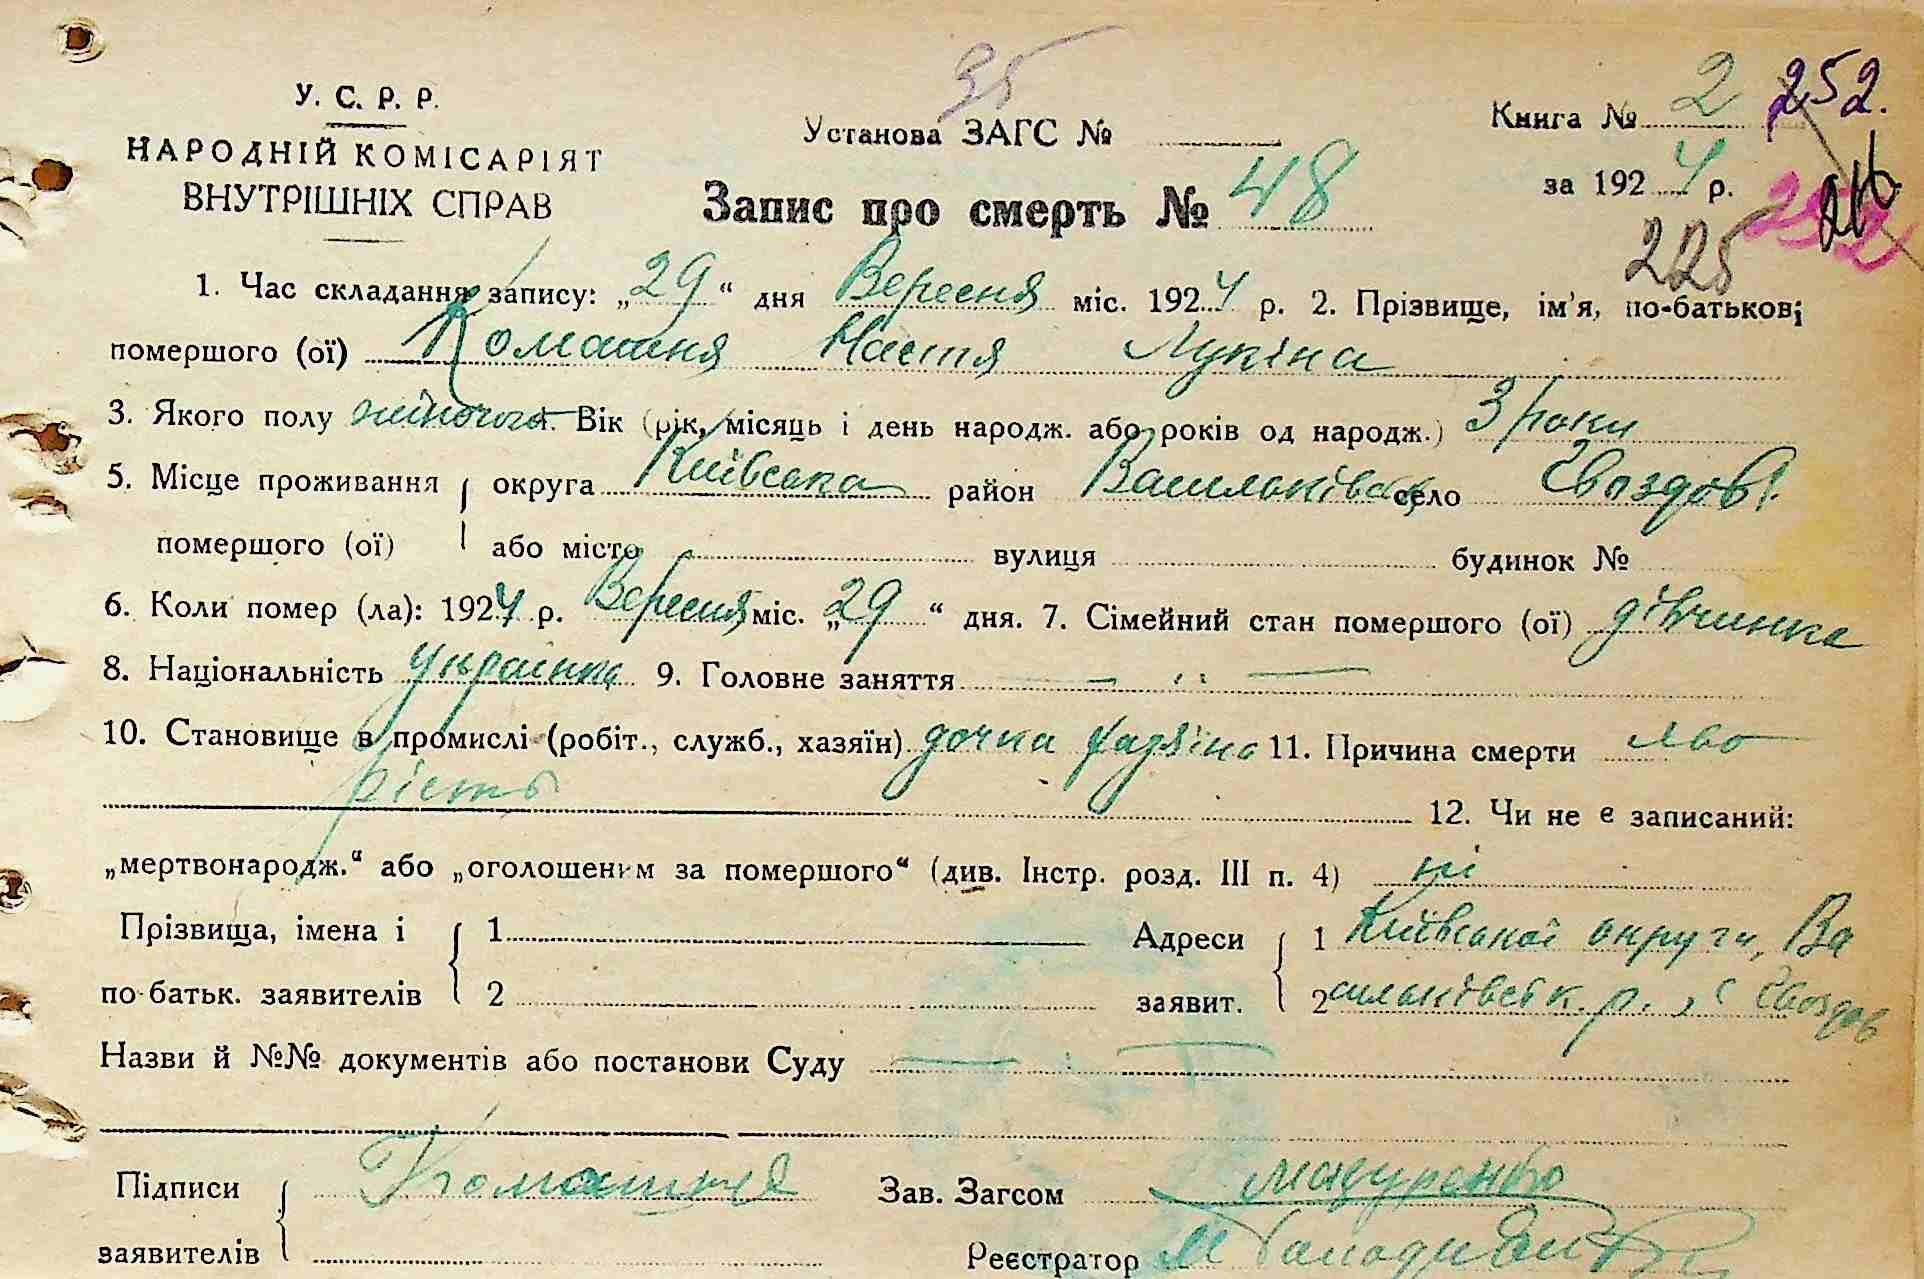 35
У. С. Р. Р.
НАРОДНІЙ КОМІСАРІЯТ
ВНУТРІШНІХ СПРАВ
Установа ЗАГС №
Книга № 2 252.
за 1924 р.
225
Запис про смерть № 48
1. Час складання запису: „29“ дня Вересня міс. 1924 р. 2. Прізвище, ім'я, по-батькові
помершого (ої) Комашня Настя Лукіна
3. Якого полу жіночого. Вік (рік, місяць і день народж. або років од народж.) 3 роки
5. Місце проживання округа Київська район Васильківськ село Гвоздов
помершого (ої) або місто вулиця будинок №
6. Коли помер (ла): 1924 р. Вересня міс. „29“ дня. 7. Сімейний стан помершого (ої) дівчинка
8. Національність українка 9. Головне заняття — „ —
10. Становище в промислі (робіт., служб., хазяїн) дочка хазяїна 11. Причина смерти
12. Чи не є записаний:
„мертвонародж.“ або „оголошеним за помершого“ (див. Інстр. розд. III п. 4) ні
Прізвища, імена і 1 Адреси 1 Київської округи, Ва
по-батьк. заявителів 2 заявит. 2 сильківськ. р., с Гвоздов
Назви й №№ документів або постанови Суду —
Підписи Комашня Зав. Загсом Мазуренко
заявителів Реєстратор